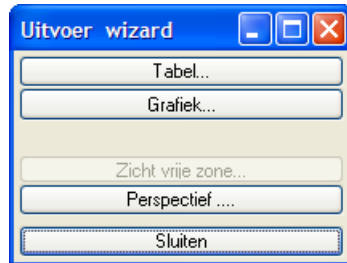 Uitvoer wizard
Tabel...
Grafiek...
Zicht vrije zone...
Perspectief ....
Sluiten